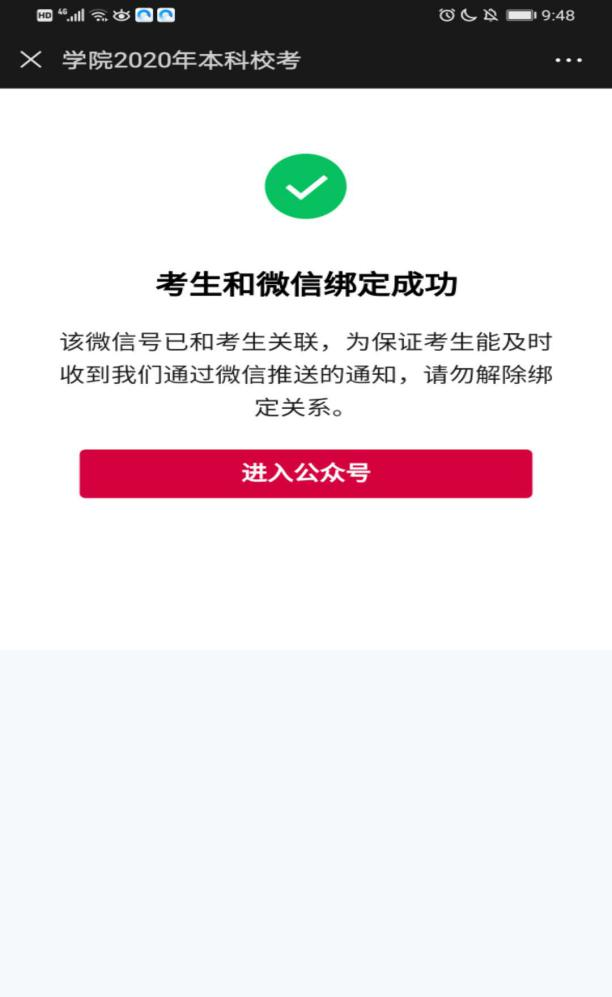 HD 4G 9:48
学院2020年本科校考
考生和微信绑定成功
该微信号已和考生关联，为保证考生能及时
收到我们通过微信推送的通知，请勿解除绑
定关系。
进入公众号